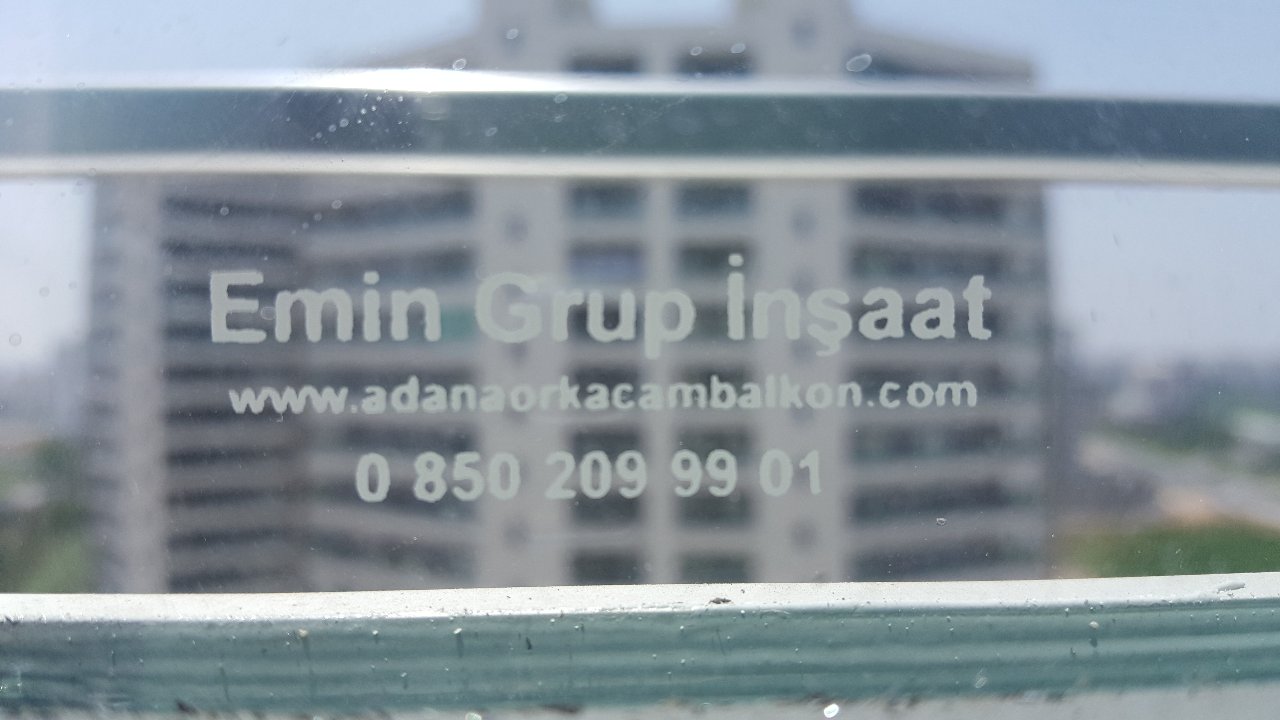 Emin Grup İnşaat
www.adanaorkacambalkon.com
0 850 209 99 01